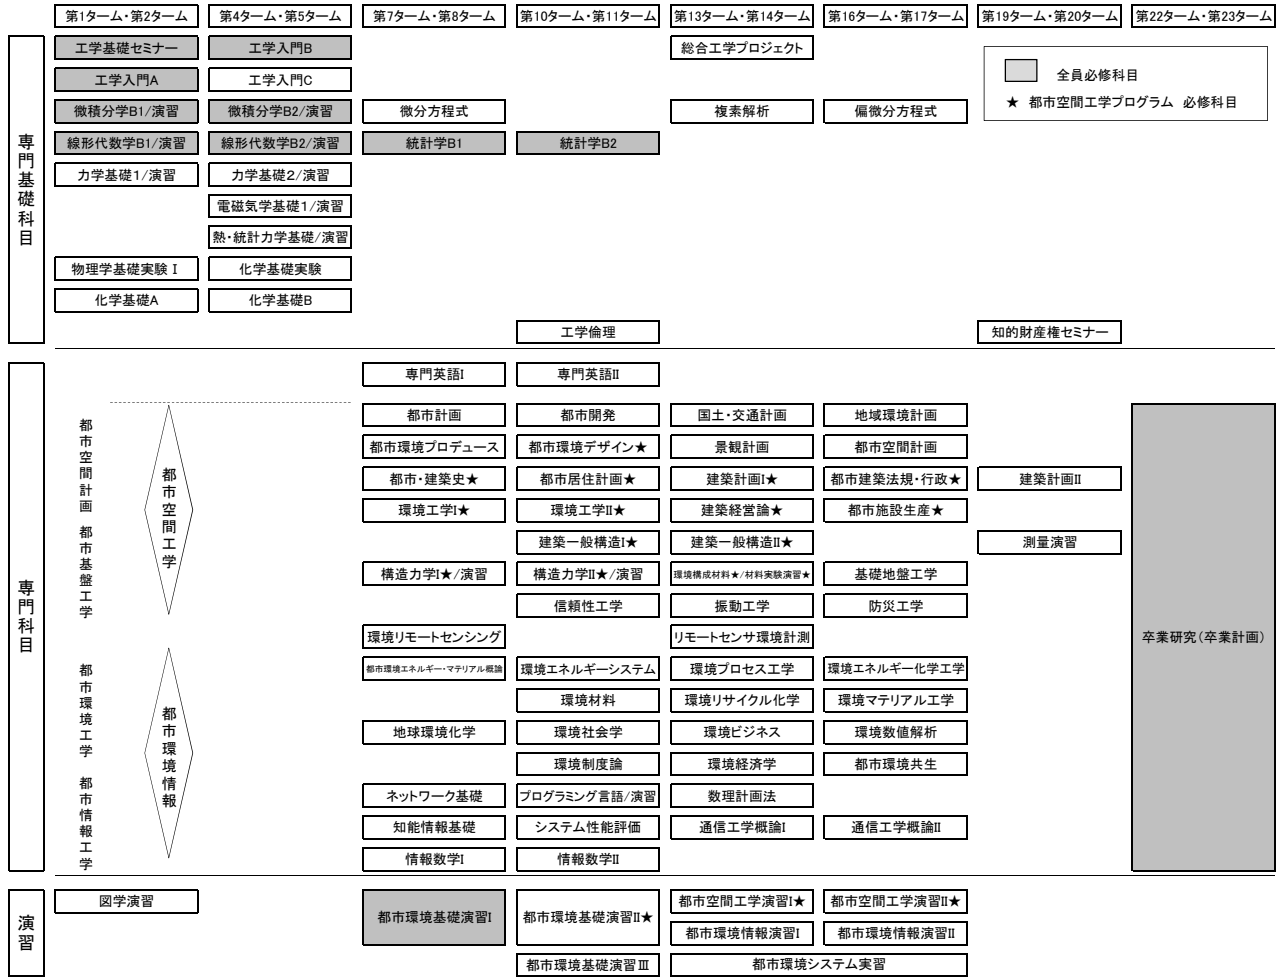 第1ターム・第2ターム 第4ターム・第5ターム 第7ターム・第8ターム 第10ターム・第11ターム 第13ターム・第14ターム 第16ターム・第17ターム 第19ターム・第20ターム 第22ターム・第23ターム
専門基礎科目
工学基礎セミナー 工学入門B 総合工学プロジェクト
工学入門A 工学入門C
微積分学B1/演習 微積分学B2/演習 微分方程式 複素解析 偏微分方程式
線形代数学B1/演習 線形代数学B2/演習 統計学B1 統計学B2
力学基礎1/演習 力学基礎2/演習
電磁気学基礎1/演習
熱・統計力学基礎/演習
物理学基礎実験Ⅰ 化学基礎実験
化学基礎A 化学基礎B
工学倫理 知的財産権セミナー
全員必修科目
★ 都市空間工学プログラム 必修科目
専門科目
都市空間計画
都市基盤工学
都市環境工学
都市情報工学
都市空間工学
都市環境情報
専門英語Ⅰ 専門英語Ⅱ
都市計画 都市開発 国土・交通計画 地域環境計画
都市環境プロデュース 都市環境デザイン★ 景観計画 都市空間計画
都市・建築史★ 都市居住計画★ 建築計画Ⅰ★ 都市建築法規・行政★ 建築計画Ⅱ
環境工学Ⅰ★ 環境工学Ⅱ★ 建築経営論★ 都市施設生産★
建築一般構造Ⅰ★ 建築一般構造Ⅱ★ 測量演習
構造力学Ⅰ★/演習 構造力学Ⅱ★/演習 環境構成材料★/材料実験演習★ 基礎地盤工学
信頼性工学 振動工学 防災工学
環境リモートセンシング リモートセンサ環境計測 卒業研究(卒業計画)
都市環境エネルギー・マテリアル概論 環境エネルギーシステム 環境プロセス工学 環境エネルギー化学工学
環境材料 環境リサイクル化学 環境マテリアル工学
地球環境化学 環境社会学 環境ビジネス 環境数値解析
環境制度論 環境経済学 都市環境共生
ネットワーク基礎 プログラミング言語/演習 数理計画法
知能情報基礎 システム性能評価 通信工学概論Ⅰ 通信工学概論Ⅱ
情報数学Ⅰ 情報数学Ⅱ
演習
図学演習 都市環境基礎演習Ⅰ 都市環境基礎演習Ⅱ★ 都市空間工学演習Ⅰ★ 都市空間工学演習Ⅱ★
都市環境情報演習Ⅰ 都市環境情報演習Ⅱ
都市環境基礎演習Ⅲ 都市環境システム実習